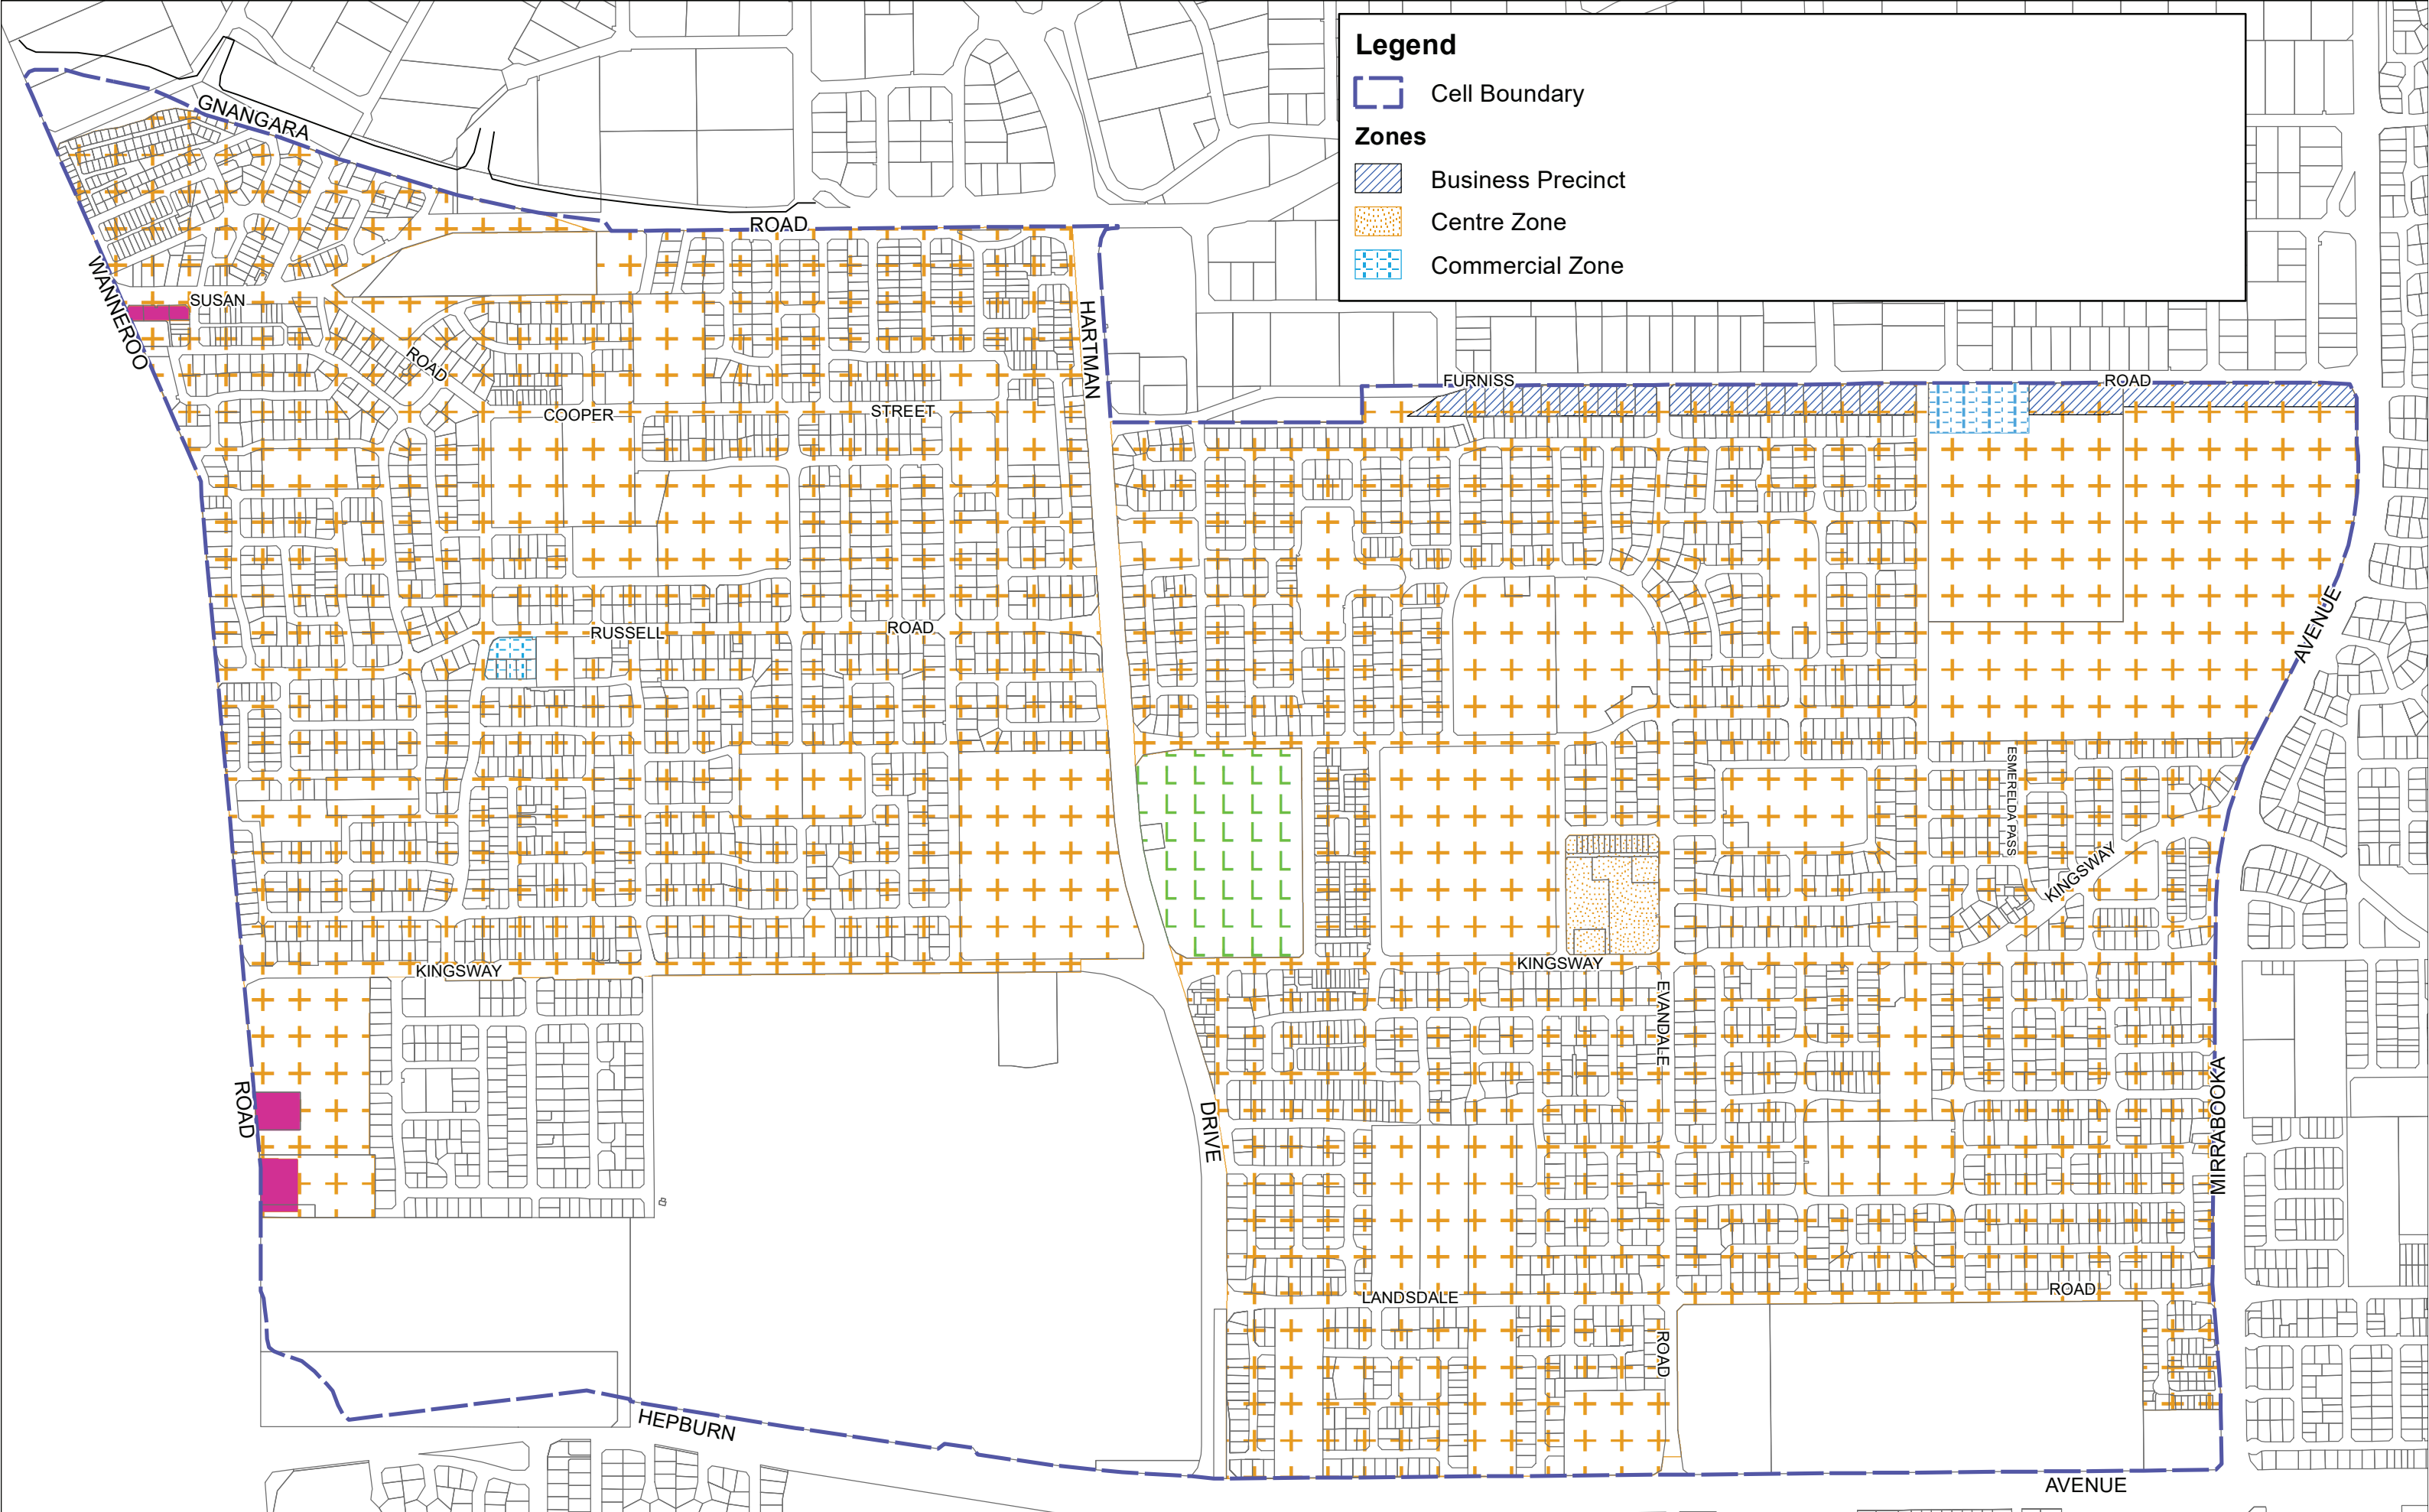 Legend
Cell Boundary
Zones
Business Precinct
Centre Zone
Commercial Zone
GNANGARA
ROAD
WANNEROO
SUSAN
ROAD
HARTMAN
COOPER
STREET
FURNISS
ROAD
RUSSELL
ROAD
AVENUE
ESMERELDA PASS
KINGSWAY
KINGSWAY
KINGSWAY
EVANDALE
ROAD
DRIVE
MIRRABOOKA
LANDSDALE
ROAD
ROAD
HEPBURN
AVENUE